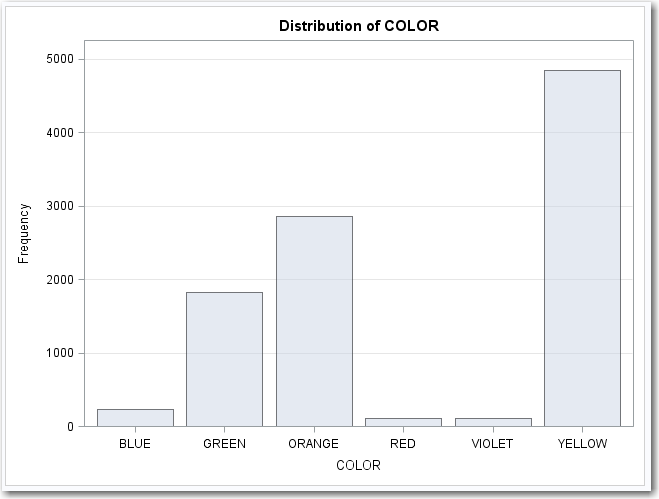 Distribution of COLOR
5000
4000
3000
2000
1000
0
Frequency
BLUE GREEN ORANGE RED VIOLET YELLOW
COLOR